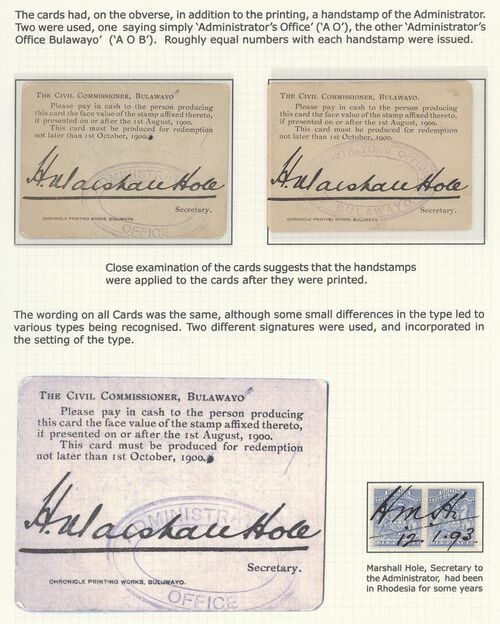 The cards had, on the obverse, in addition to the printing, a handstamp of the Administrator.
Two were used, one saying simply 'Administrator's Office' ('A O'), the other 'Administrator's
Office Bulawayo' ('A O B'). Roughly equal numbers with each handstamp were issued.
THE CIVIL COMMISSIONER, BULAWAYO
Please pay in cash to the person producing
this card the face value of the stamp affixed thereto,
if presented on or after the 1st August, 1900.
This card must be produced for redemption
not later than 1st October, 1900.
H. Marshall Hole
Secretary.
CHRONICLE PRINTING WORKS, BULUWAYO.
OFFICE
THE CIVIL COMMISSIONER, BULAWAYO.
Please pay in cash to the person producing
this card the face value of the stamp affixed thereto,
if presented on or after the 1st August, 1900.
This card must be produced for redemption
not later than 1st October, 1900.
H. Marshall Hole
BULAWAYO
Secretary.
CHRONICLE PRINTING WORKS, BULUWAYO.
Close examination of the cards suggests that the handstamps
were applied to the cards after they were printed.
The wording on all Cards was the same, although some small differences in the type led to
various types being recognised. Two different signatures were used, and incorporated in
the setting of the type.
THE CIVIL COMMISSIONER, BULAWAYO
Please pay in cash to the person producing
this card the face value of the stamp affixed thereto,
if presented on or after the 1st August, 1900.
This card must be produced for redemption
not later than 1st October, 1900.
ADMINISTRAT
H. Marshall Hole
Secretary.
CHRONICLE PRINTING WORKS, BULUWAYO.
OFFICE
H.M.H.
12.1.93.
Marshall Hole, Secretary to
the Administrator, had been
in Rhodesia for some years